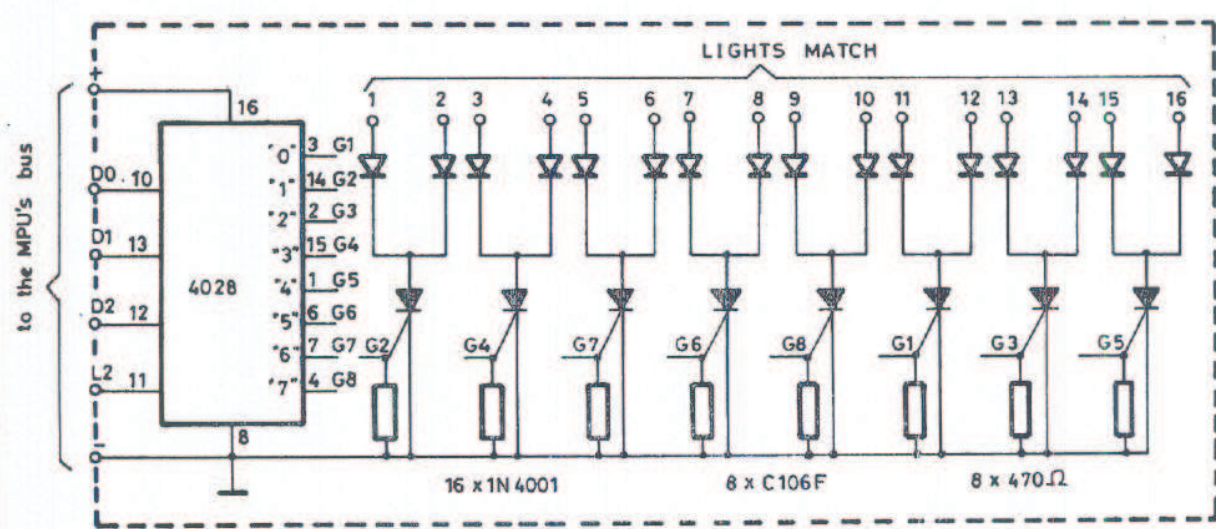 LIGHTS MATCH
1 2 3 4 5 6 7 8 9 10 11 12 13 14 15 16
+
16
"0" 3 G1
D0. 10
"1" 14 G2
"2" 2 G3
D1 13
"3" 15 G4
4028
"4" 1 G5
D2 12
"5" 6 G6
"6" 7 G7
L2 11
"7" 4 G8
G2 G4 G7 G6 G8 G1 G3 G5
8
-
to the MPU's bus
16 x 1N4001
8 x C106F
8 x 470Ω